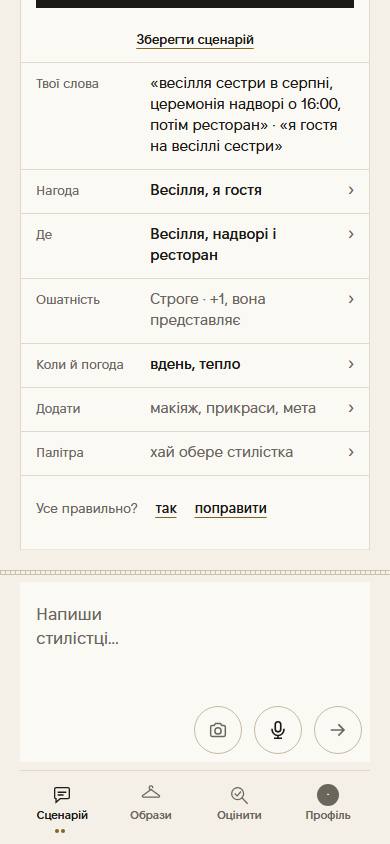 Зберегти сценарій
Твої слова
«весілля сестри в серпні,
церемонія надворі о 16:00,
потім ресторан» · «я гостя
на весіллі сестри»
Нагода
Весілля, я гостя
Де
Весілля, надворі і
ресторан
Ошатність
Строге · +1, вона
представляє
Коли й погода
вдень, тепло
Додати
макіяж, прикраси, мета
Палітра
хай обере стилістка
Усе правильно? так поправити
Напиши
стилістці...
Сценарій Образи Оцінити Профіль